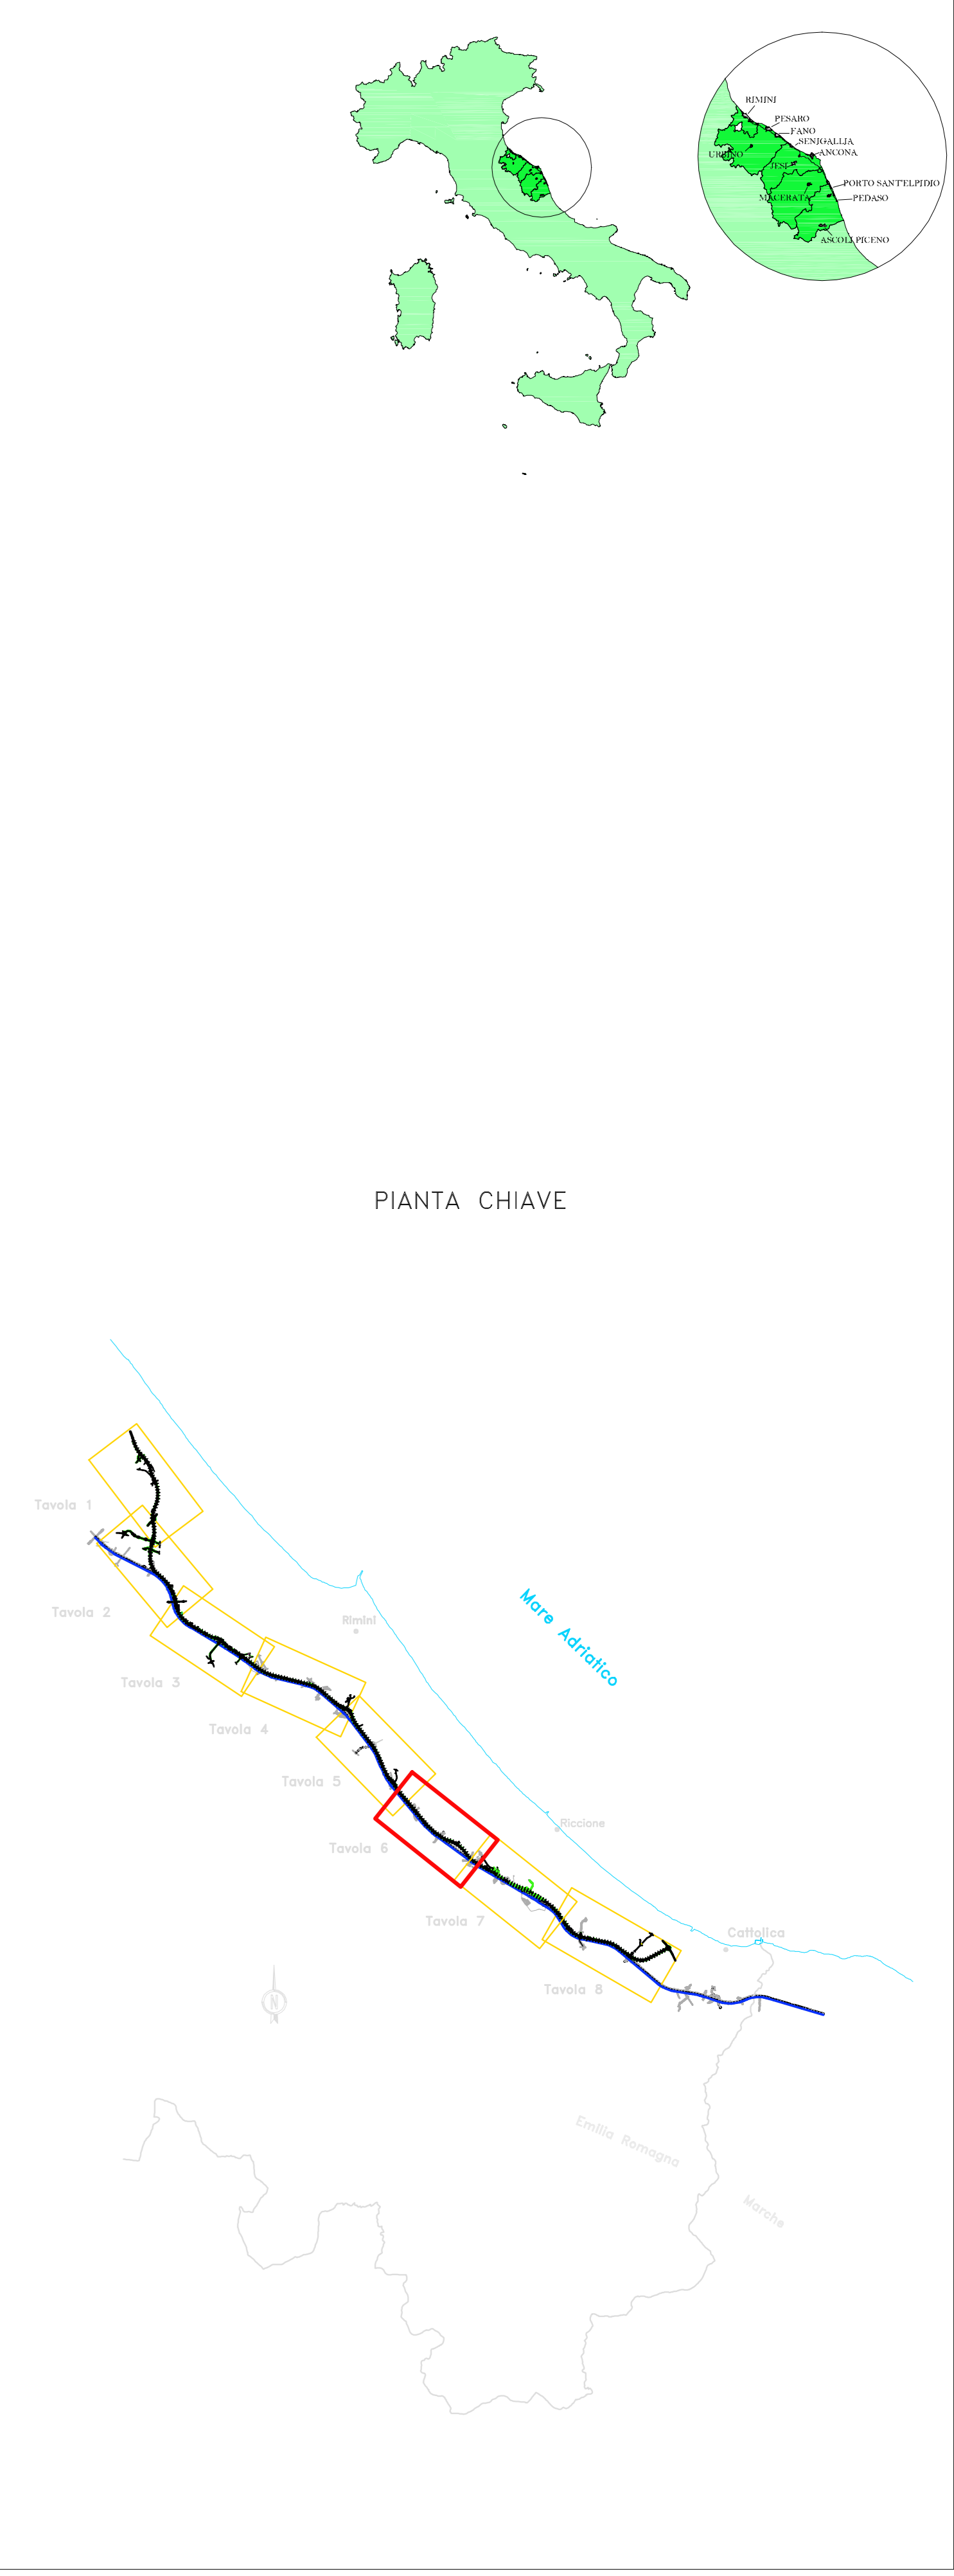 RIMINI
PESARO
FANO
SENIGALLIA
URBINO
ANCONA
JESI
PORTO SANT'ELPIDIO
MACERATA
PEDASO
ASCOLI PICENO
PIANTA CHIAVE
Tavola 1
Mare Adriatico
Tavola 2
Rimini
Tavola 3
Tavola 4
Tavola 5
Riccione
Tavola 6
Tavola 7
Cattolica
Tavola 8
N
Emilia Romagna
Marche